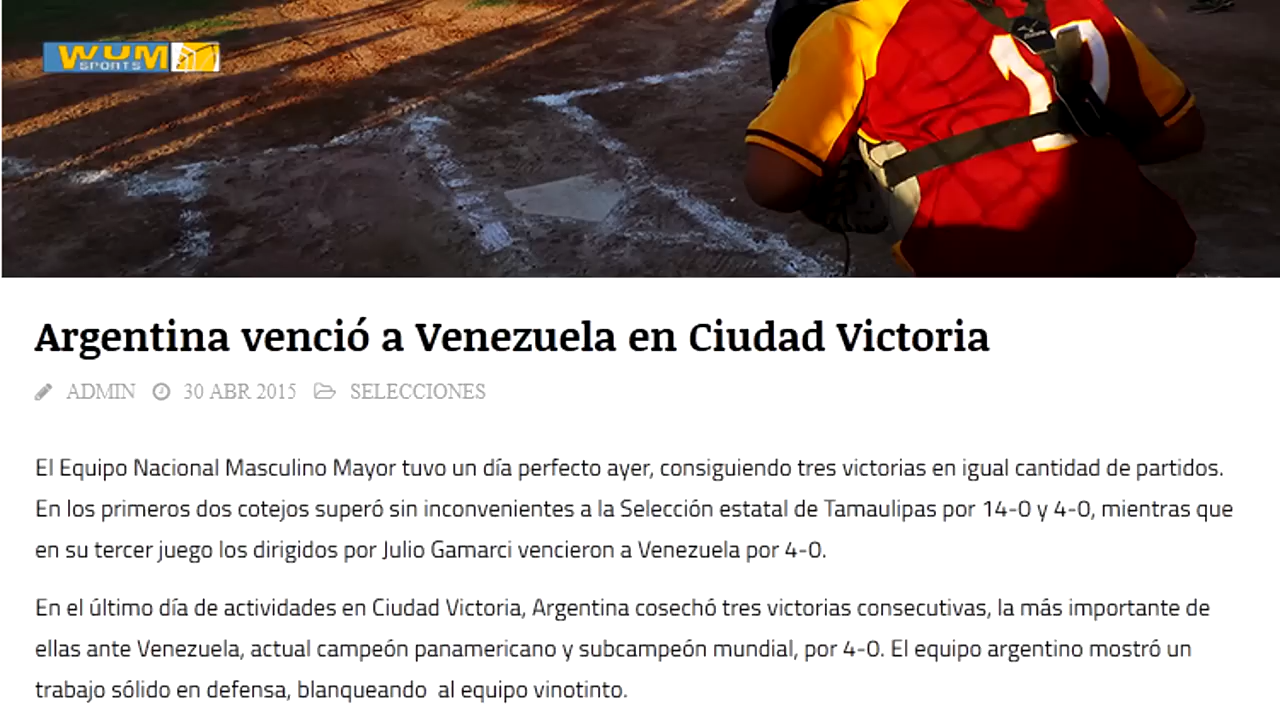 WUM
SPORTS
10
Argentina venció a Venezuela en Ciudad Victoria
ADMIN 30 ABR 2015 SELECCIONES
El Equipo Nacional Masculino Mayor tuvo un día perfecto ayer, consiguiendo tres victorias en igual cantidad de partidos.
En los primeros dos cotejos superó sin inconvenientes a la Selección estatal de Tamaulipas por 14-0 y 4-0, mientras que
en su tercer juego los dirigidos por Julio Gamarci vencieron a Venezuela por 4-0.
En el último día de actividades en Ciudad Victoria, Argentina cosechó tres victorias consecutivas, la más importante de
ellas ante Venezuela, actual campeón panamericano y subcampeón mundial, por 4-0. El equipo argentino mostró un
trabajo sólido en defensa, blanqueando  al equipo vinotinto.